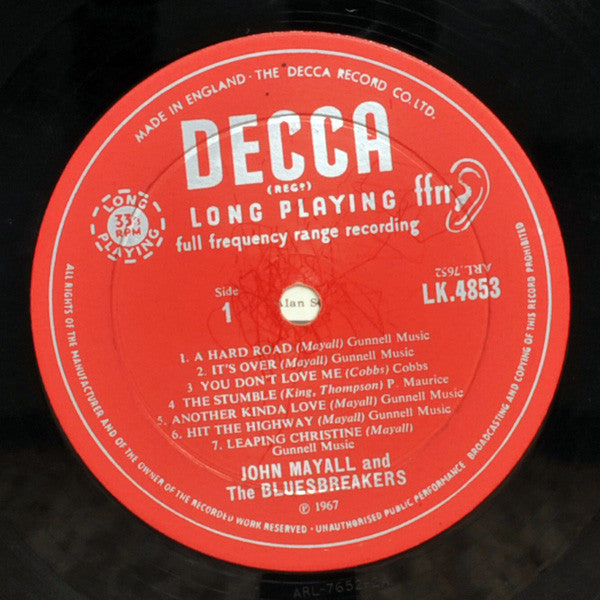 MADE IN ENGLAND · THE DECCA RECORD CO. LTD.
DECCA
(REGD)
LONG PLAYING
ffrr
full frequency range recording
LONG
33⅓
RPM
PLAYING
ARL.7652
LK.4853
Side
1
1. A HARD ROAD (Mayall) Gunnell Music
2. IT'S OVER (Mayall) Gunnell Music
3 YOU DON'T LOVE ME (Cobbs) Cobbs
4 THE STUMBLE (King, Thompson) P. Maurice
5. ANOTHER KINDA LOVE (Mayall) Gunnell Music
6. HIT THE HIGHWAY (Mayall) Gunnell Music
7. LEAPING CHRISTINE (Mayall)
Gunnell Music
JOHN MAYALL and
The BLUESBREAKERS
℗ 1967
ALL RIGHTS OF THE MANUFACTURER AND OF THE OWNER OF THE RECORDED WORK RESERVED · UNAUTHORISED PUBLIC PERFORMANCE BROADCASTING AND COPYING OF THIS RECORD PROHIBITED